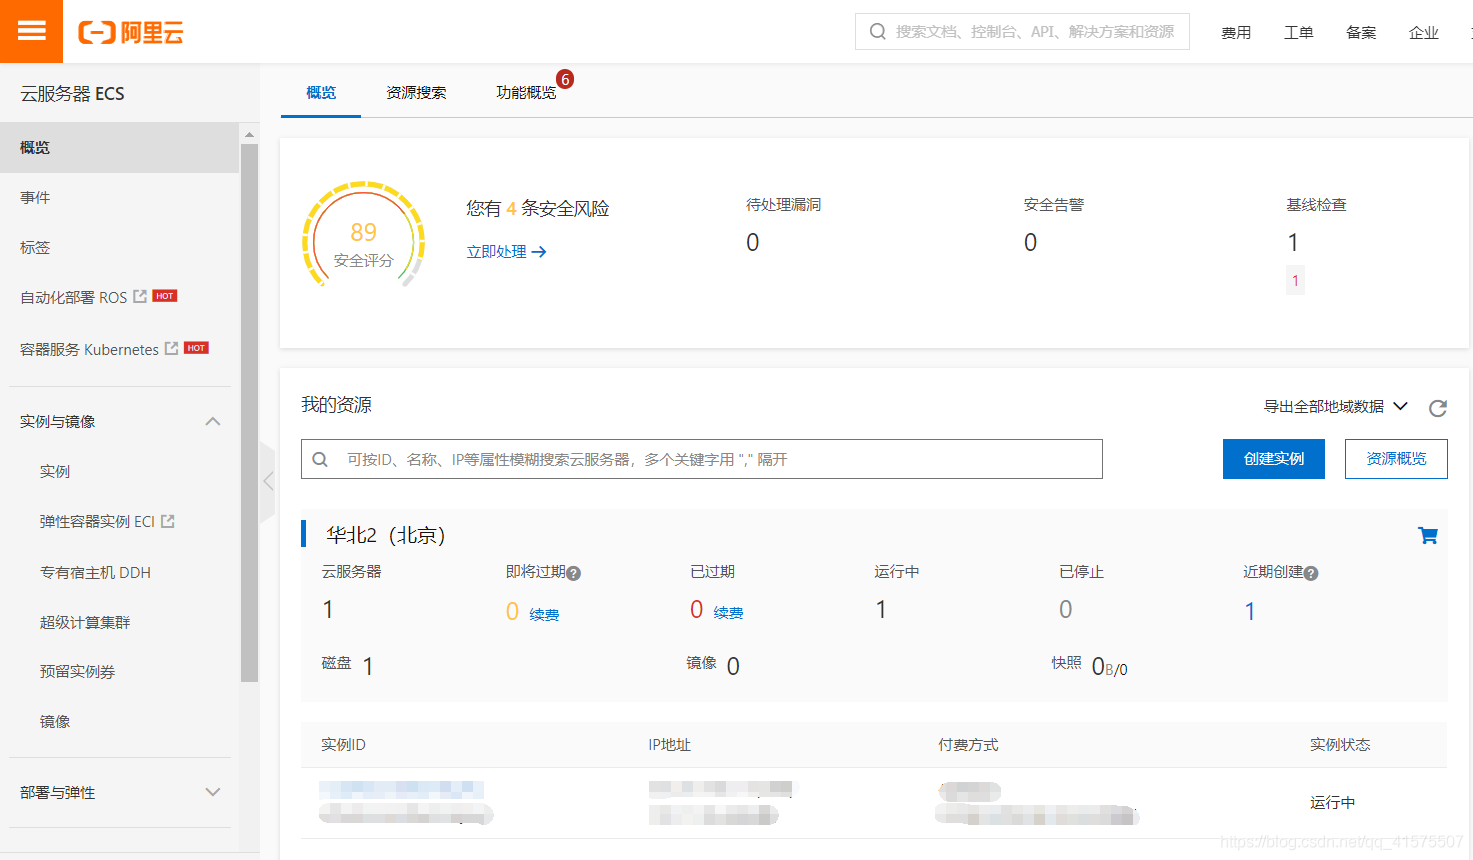 阿里云
搜索文档、控制台、API、解决方案和资源
费用
工单
备案
企业
云服务器 ECS
概览
事件
标签
自动化部署 ROS HOT
容器服务 Kubernetes HOT
实例与镜像
实例
弹性容器实例 ECI
专有宿主机 DDH
超级计算集群
预留实例券
镜像
部署与弹性
概览
资源搜索
功能概览 6
89
安全评分
您有 4 条安全风险
立即处理
待处理漏洞
0
安全告警
0
基线检查
1
1
我的资源
导出全部地域数据
可按ID、名称、IP等属性模糊搜索云服务器，多个关键字用 "," 隔开
创建实例
资源概览
华北2（北京）
云服务器
1
即将过期
0 续费
已过期
0 续费
运行中
1
已停止
0
近期创建
1
磁盘 1
镜像 0
快照 0B/0
实例ID
IP地址
付费方式
实例状态
运行中
https://blog.csdn.net/qq_41575507